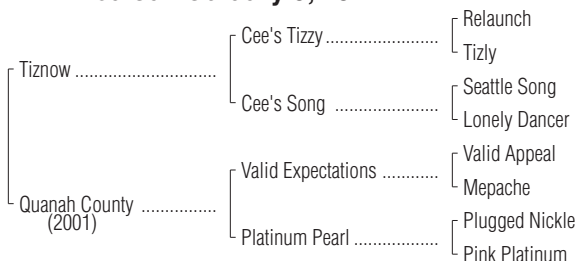 Relaunch
Cee's Tizzy
Tizly
Tiznow
Seattle Song
Cee's Song
Lonely Dancer
Valid Appeal
Valid Expectations
Mepache
Quanah County
(2001)
Plugged Nickle
Platinum Pearl
Pink Platinum